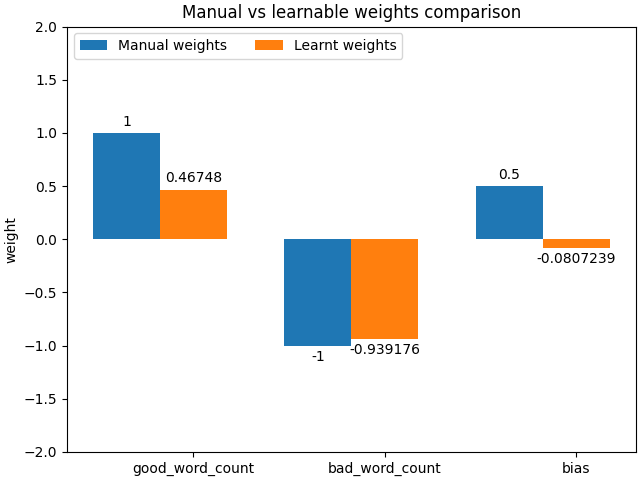 Manual vs learnable weights comparison
Manual weights
Learnt weights
2.0
1.5
1.0
0.5
0.0
−0.5
−1.0
−1.5
−2.0
weight
1
0.46748
-1
-0.939176
0.5
-0.0807239
good_word_count
bad_word_count
bias